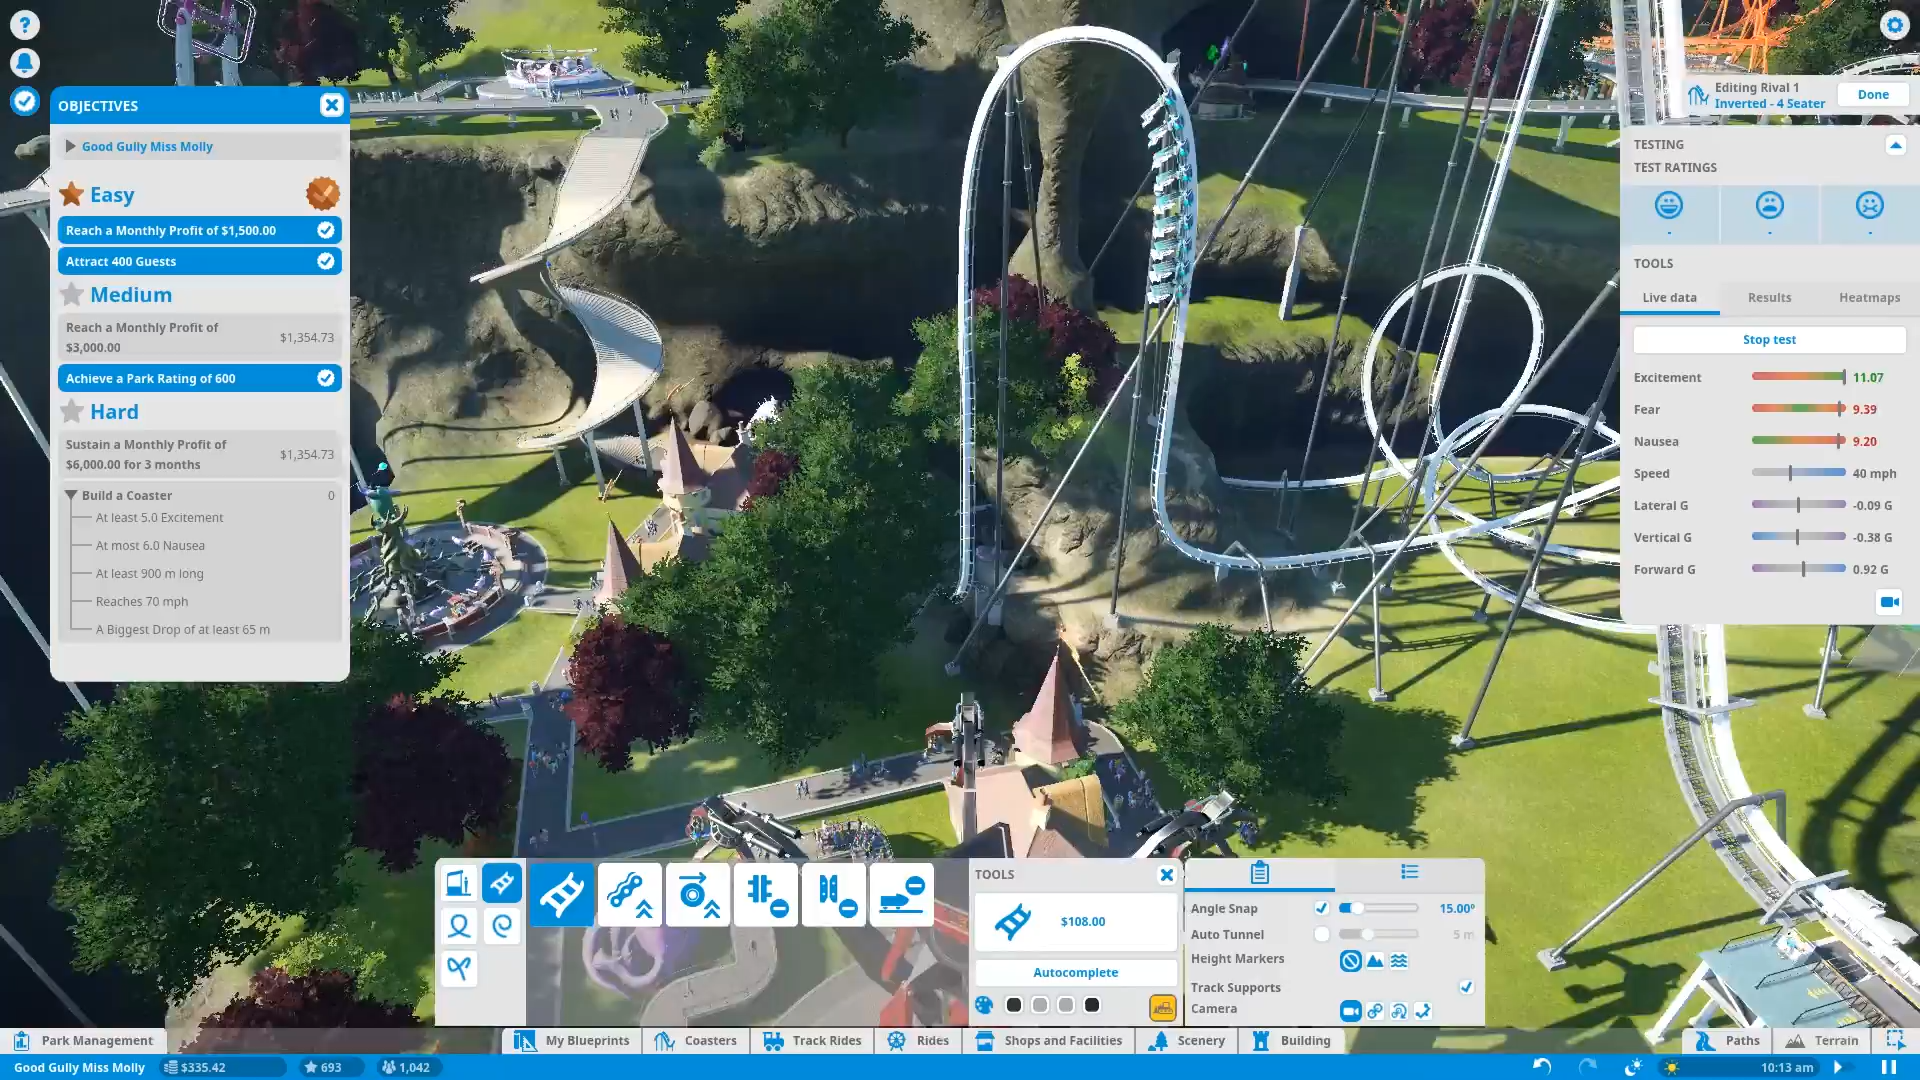 OBJECTIVES
Good Gully Miss Molly
Easy
Reach a Monthly Profit of $1,500.00
Attract 400 Guests
Medium
Reach a Monthly Profit of
$3,000.00
$1,354.73
Achieve a Park Rating of 600
Hard
Sustain a Monthly Profit of
$6,000.00 for 3 months
$1,354.73
Build a Coaster 0
At least 5.0 Excitement
At most 6.0 Nausea
At least 900 m long
Reaches 70 mph
A Biggest Drop of at least 65 m
Editing Rival 1
Inverted - 4 Seater
Done
TESTING
TEST RATINGS
- - -
TOOLS
Live data Results Heatmaps
Stop test
Excitement 11.07
Fear 9.39
Nausea 9.20
Speed 40 mph
Lateral G -0.09 G
Vertical G -0.38 G
Forward G 0.92 G
TOOLS
$108.00
Autocomplete
Angle Snap 15.00°
Auto Tunnel 5 m
Height Markers
Track Supports
Camera
Park Management My Blueprints Coasters Track Rides Rides Shops and Facilities Scenery Building Paths Terrain
Good Gully Miss Molly $335.42 693 1,042 10:13 am